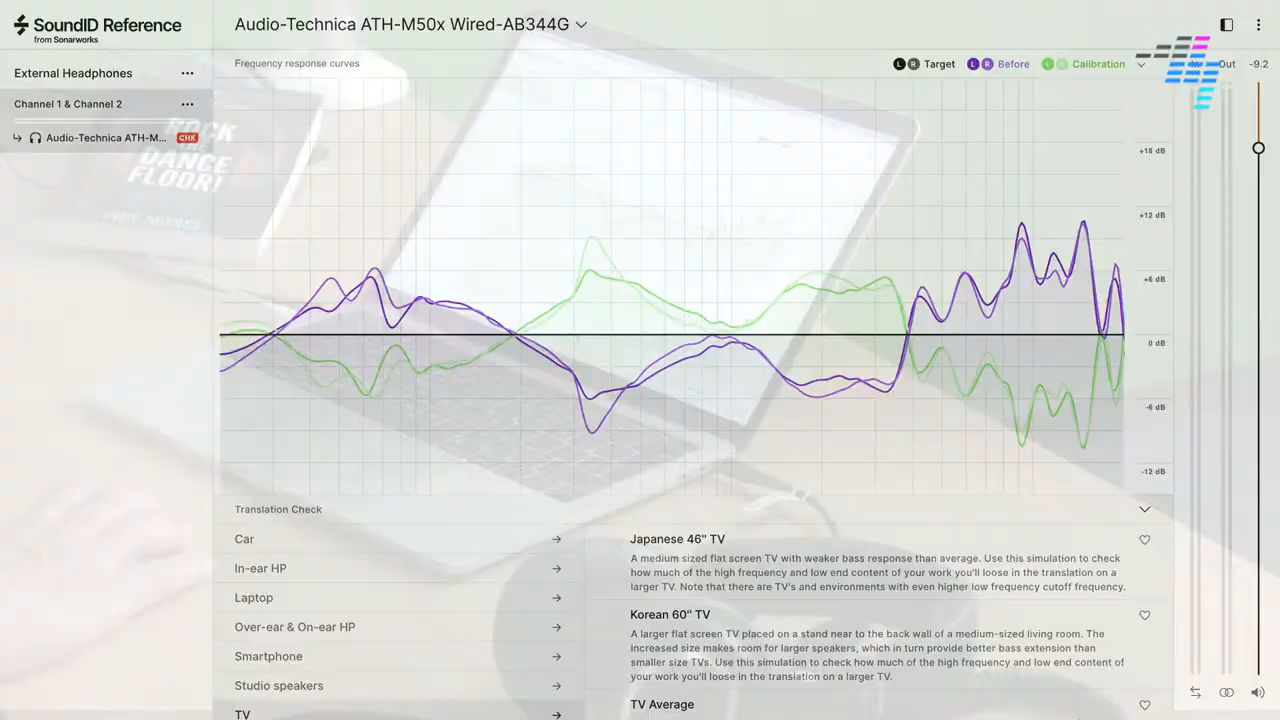 SoundID Reference
from Sonarworks
Audio-Technica ATH-M50x Wired-AB344G
External Headphones
Channel 1 & Channel 2
Audio-Technica ATH-M... CHK
Frequency response curves
L R Target L R Before L R Calibration
In Out -9.2
+18 dB
+12 dB
+6 dB
0 dB
-6 dB
-12 dB
ROCK
DANCE
FLOOR!
Translation Check
Car
In-ear HP
Laptop
Over-ear & On-ear HP
Smartphone
Studio speakers
TV
Japanese 46" TV
A medium sized flat screen TV with weaker bass response than average. Use this simulation to check
how much of the high frequency and low end content of your work you'll loose in the translation on a
larger TV. Note that there are TV's and environments with even higher low frequency cutoff frequency.
Korean 60" TV
A larger flat screen TV placed on a stand near to the back wall of a medium-sized living room. The
increased size makes room for larger speakers, which in turn provide better bass extension than
smaller size TVs. Use this simulation to check how much of the high frequency and low end content of
your work you'll loose in the translation on a larger TV.
TV Average